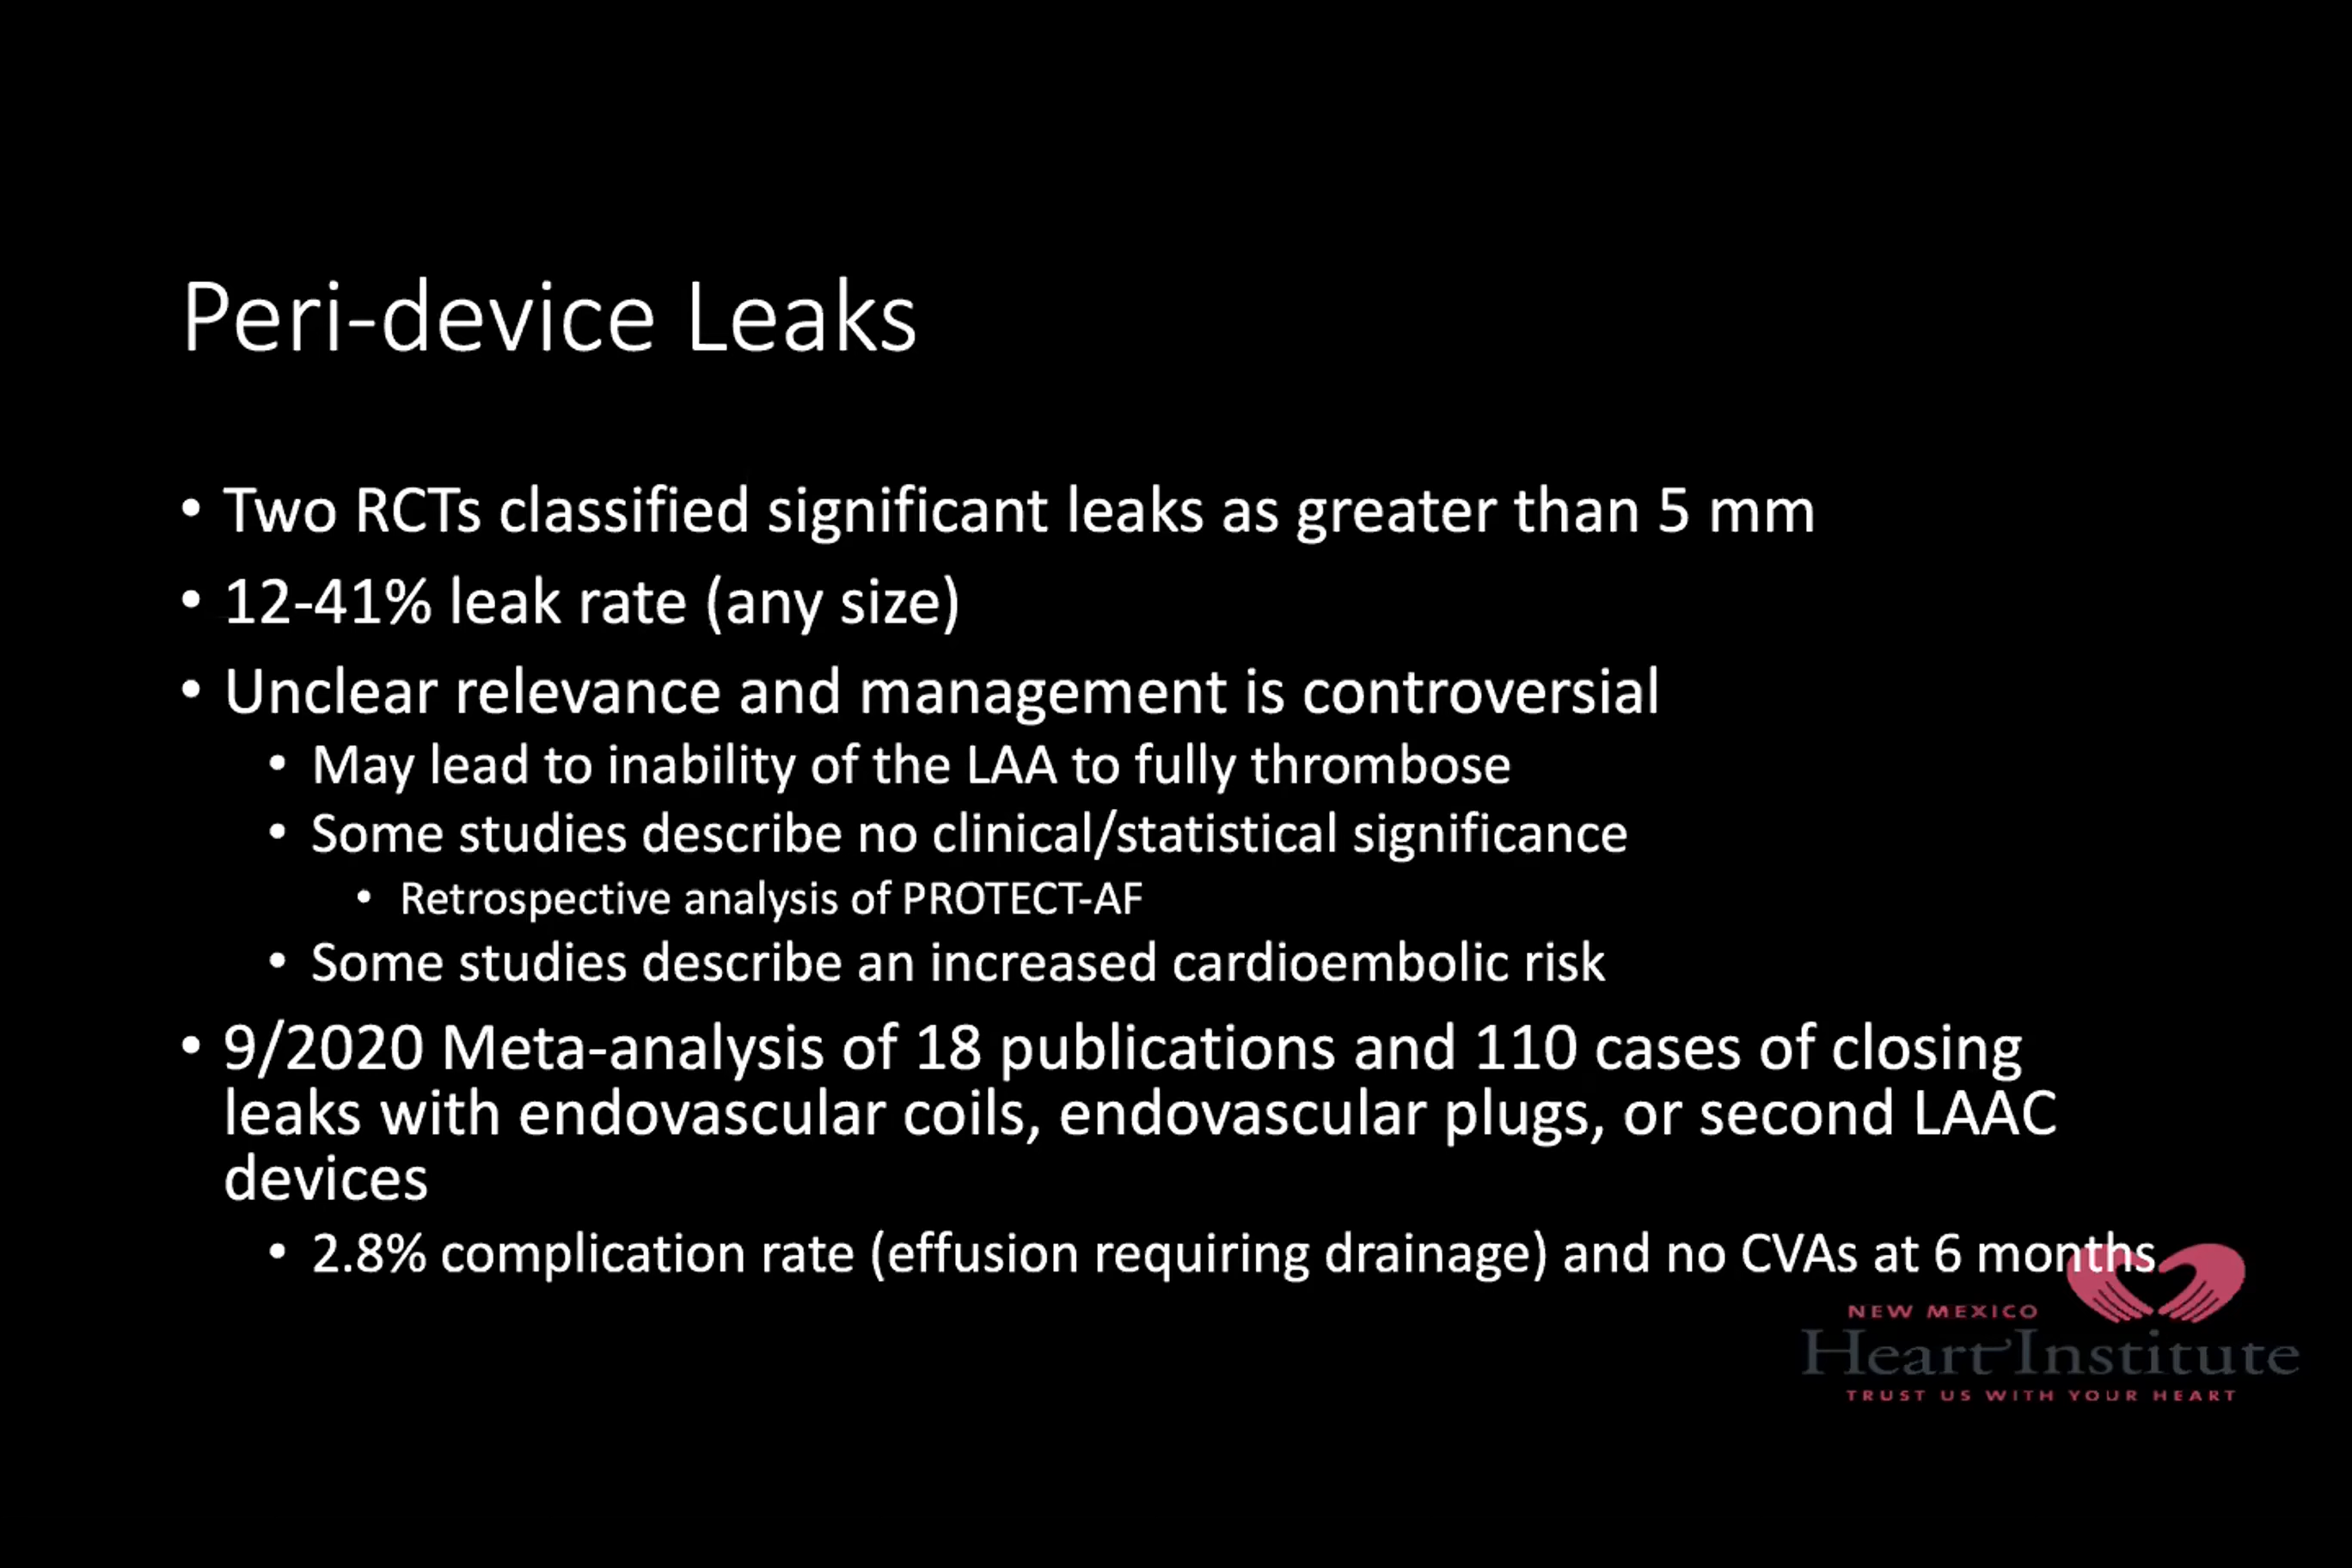 Peri-device Leaks
• Two RCTs classified significant leaks as greater than 5 mm
• 12-41% leak rate (any size)
• Unclear relevance and management is controversial
• May lead to inability of the LAA to fully thrombose
• Some studies describe no clinical/statistical significance
• Retrospective analysis of PROTECT-AF
• Some studies describe an increased cardioembolic risk
• 9/2020 Meta-analysis of 18 publications and 110 cases of closing
leaks with endovascular coils, endovascular plugs, or second LAAC
devices
• 2.8% complication rate (effusion requiring drainage) and no CVAs at 6 months
NEW MEXICO
Heart Institute
TRUST US WITH YOUR HEART